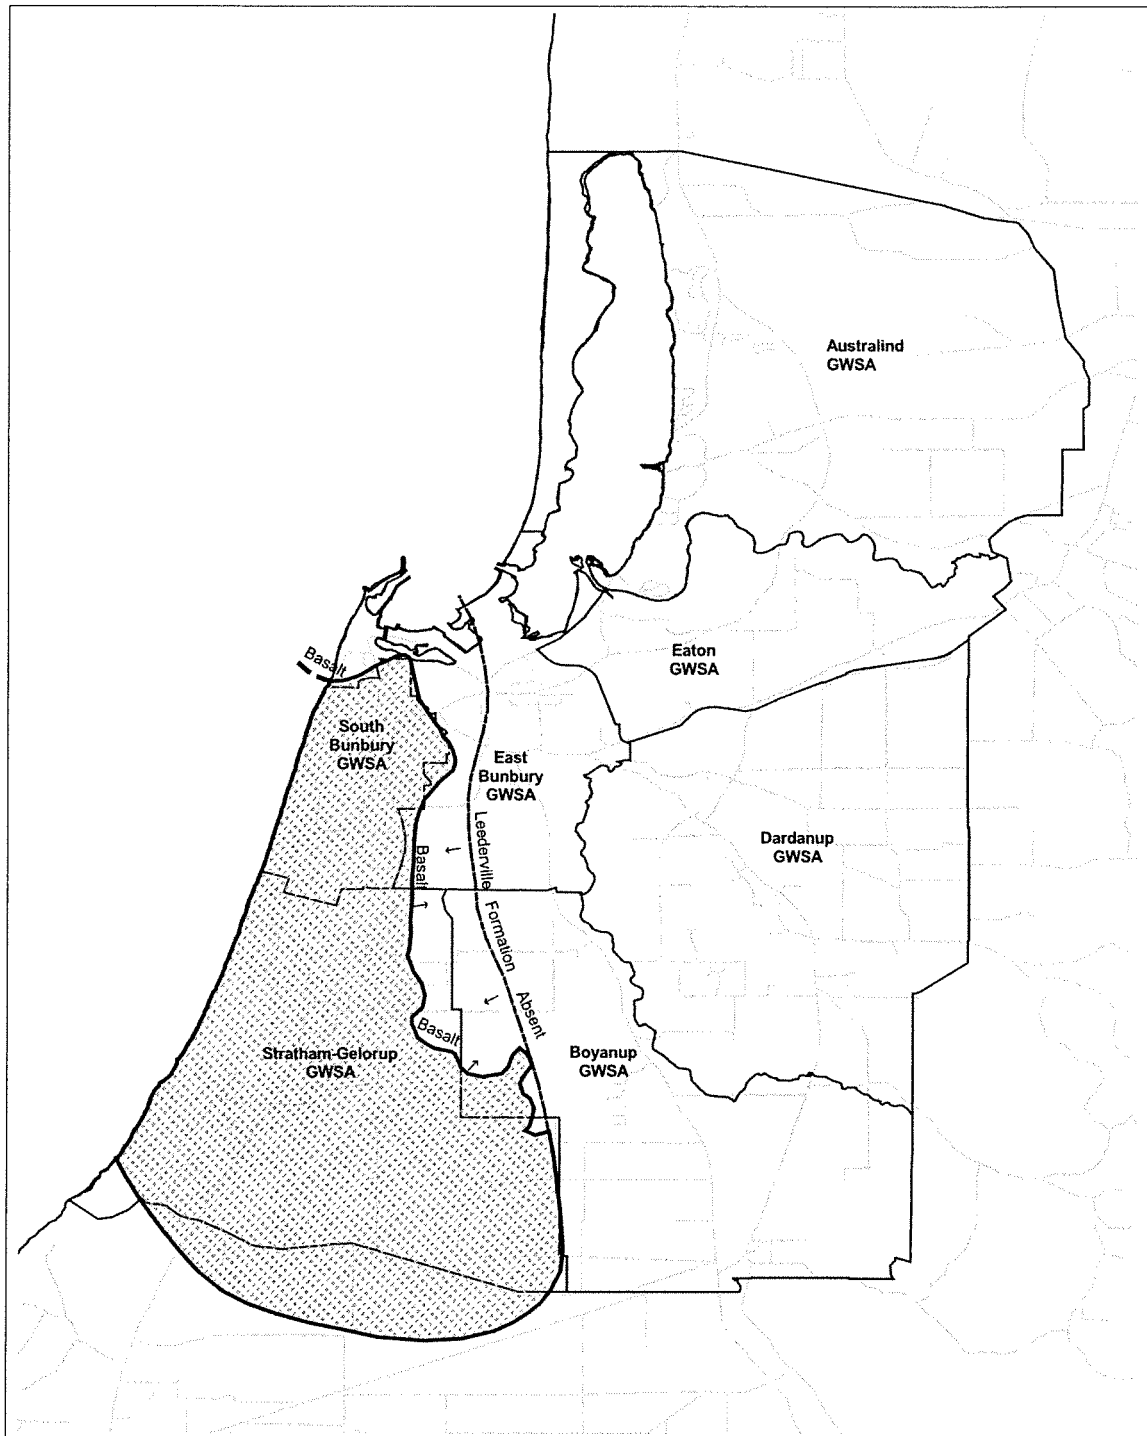 Australind
GWSA
Eaton
GWSA
Basalt
South
Bunbury
GWSA
East
Bunbury
GWSA
Dardanup
GWSA
Basalt
Leederville Formation Absent
Basalt
Stratham-Gelorup
GWSA
Boyanup
GWSA